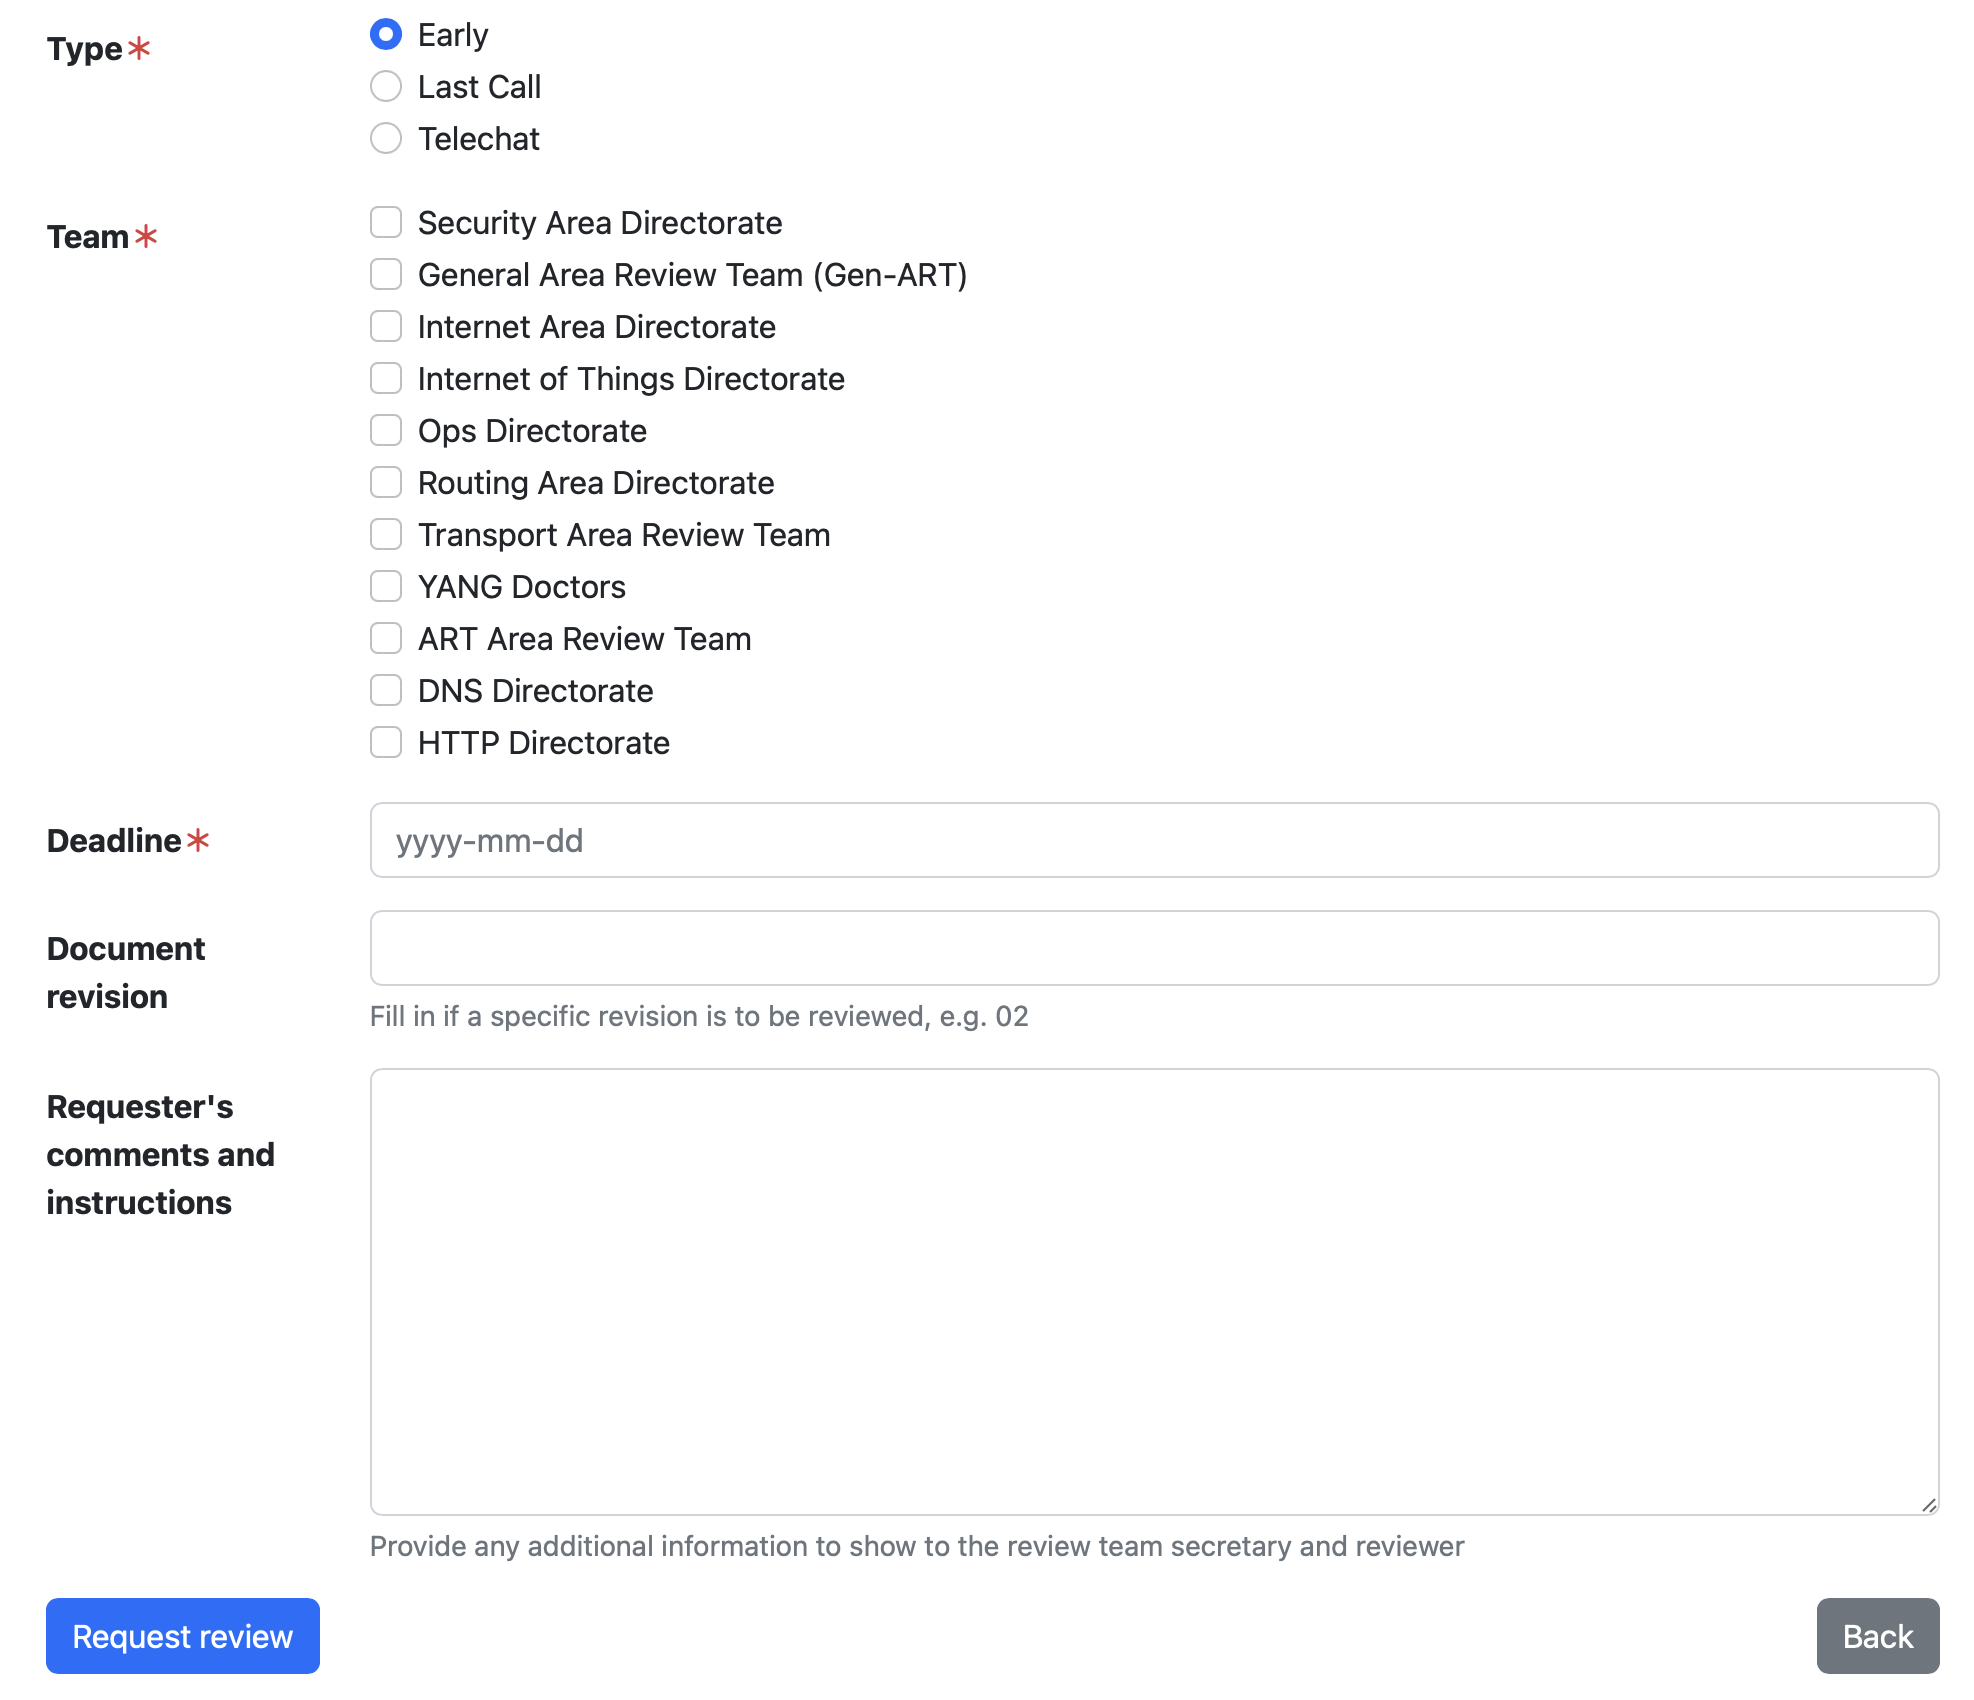 Type*
Early
Last Call
Telechat
Team*
Security Area Directorate
General Area Review Team (Gen-ART)
Internet Area Directorate
Internet of Things Directorate
Ops Directorate
Routing Area Directorate
Transport Area Review Team
YANG Doctors
ART Area Review Team
DNS Directorate
HTTP Directorate
Deadline*
yyyy-mm-dd
Document
revision
Fill in if a specific revision is to be reviewed, e.g. 02
Requester's
comments and
instructions
Provide any additional information to show to the review team secretary and reviewer
Request review
Back